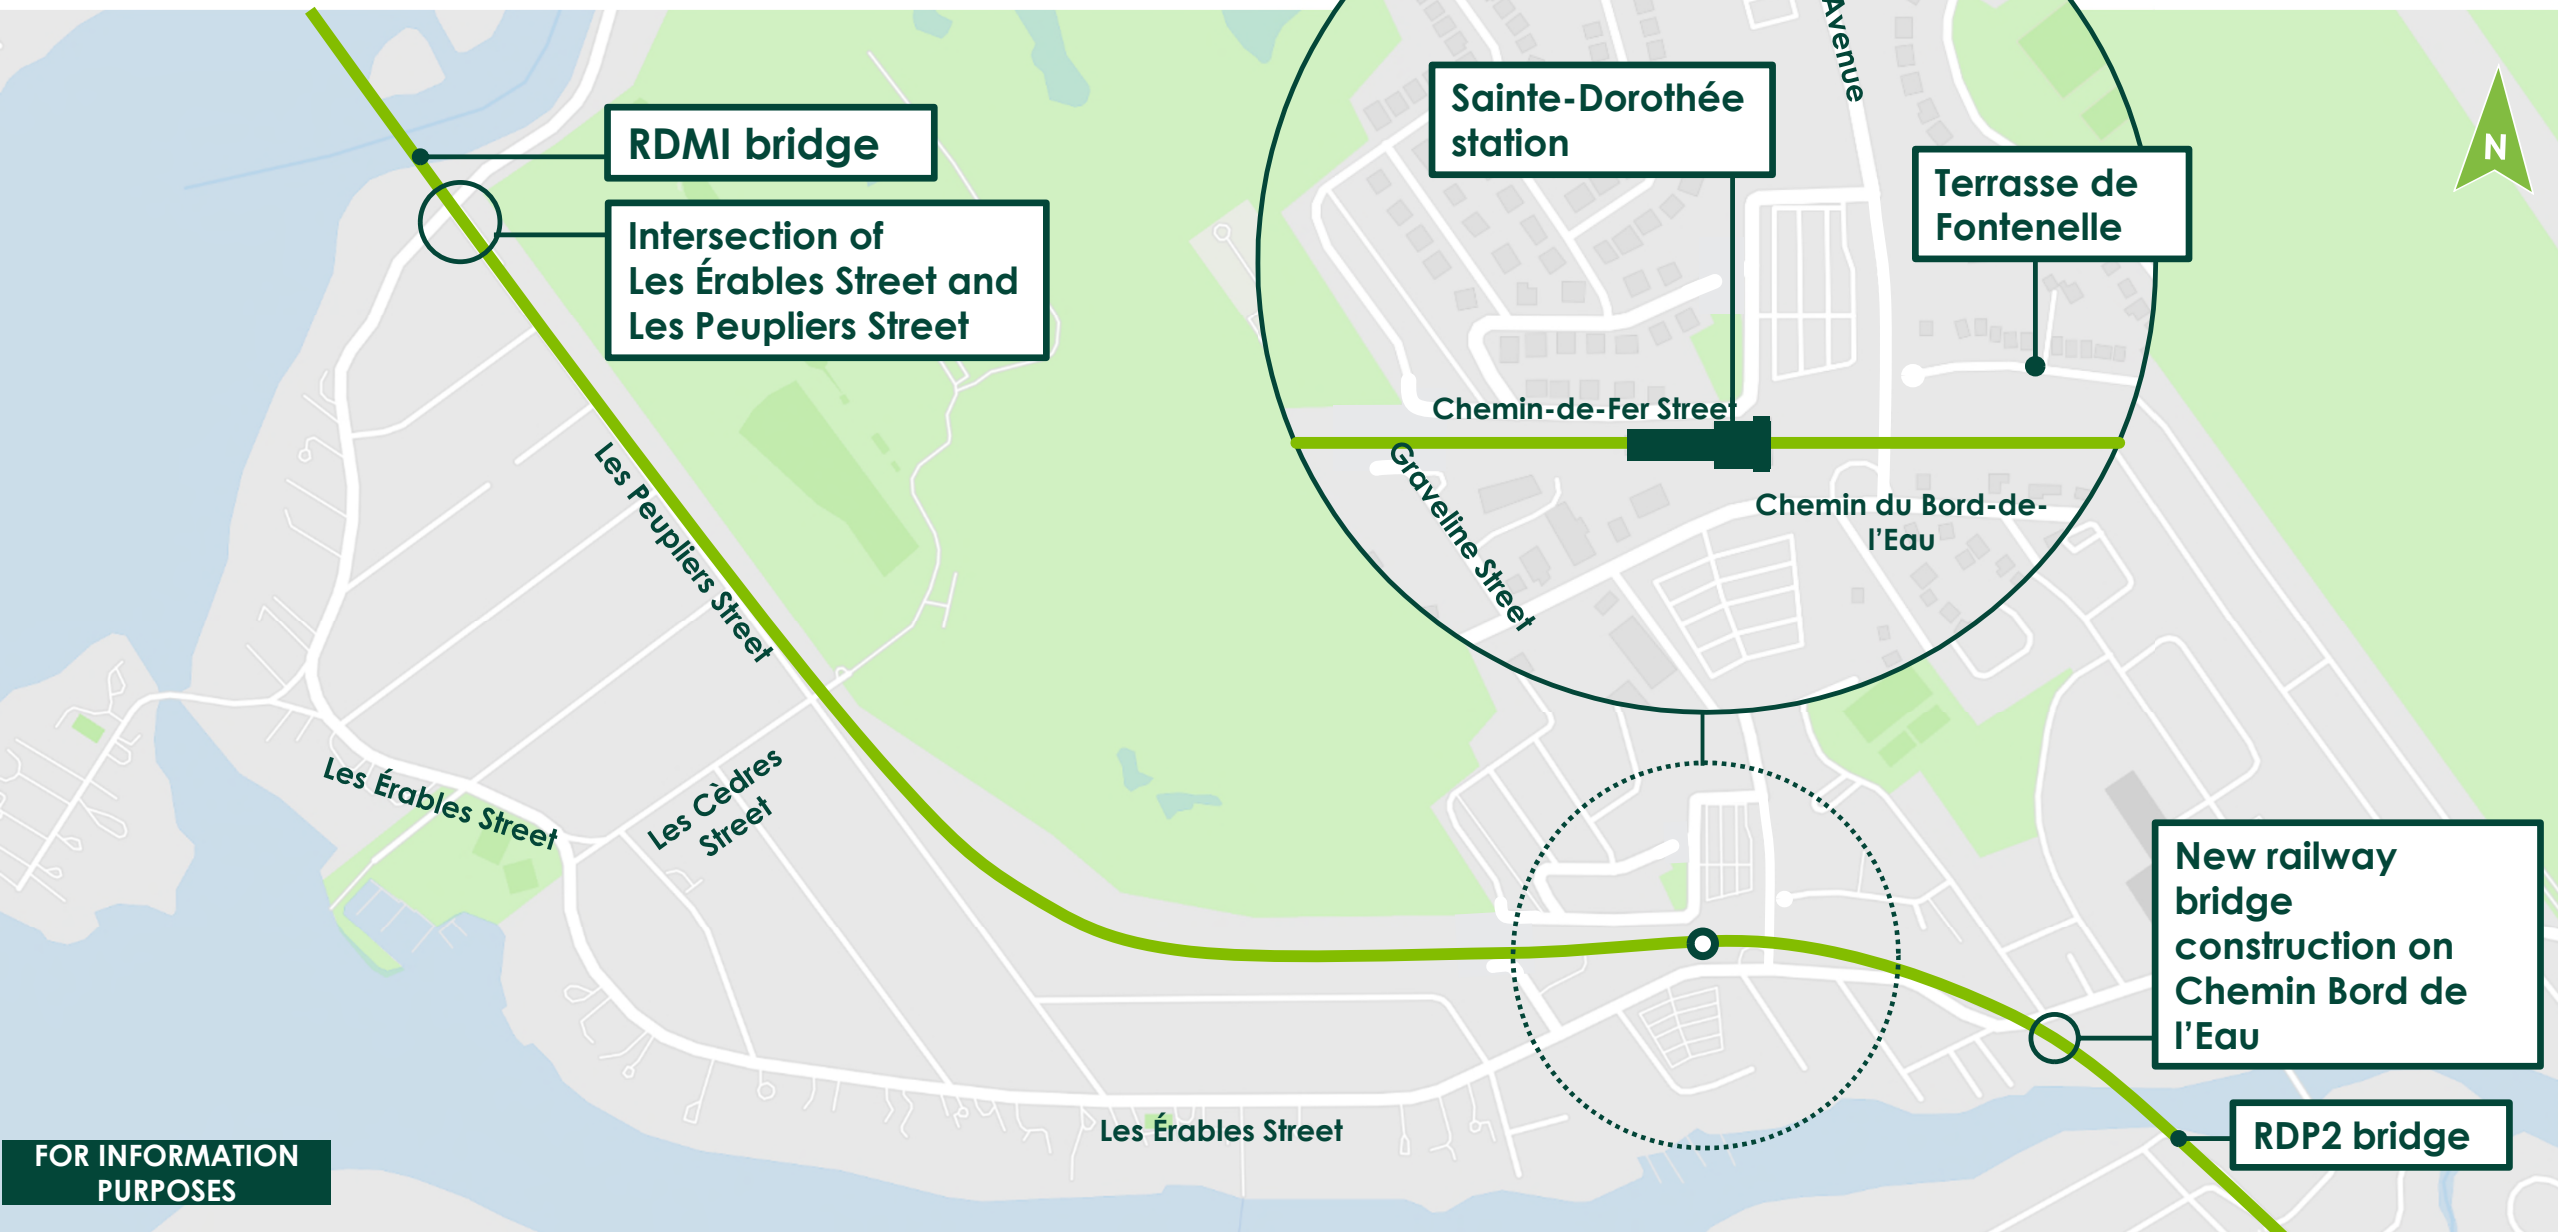 Avenue
Sainte-Dorothée
station
RDMI bridge
N
Terrasse de
Fontenelle
Intersection of
Les Érables Street and
Les Peupliers Street
Chemin-de-Fer Street
Graveline Street
Les Peupliers Street
Chemin du Bord-de-
l’Eau
Les Érables Street
Les Cèdres
Street
New railway
bridge
construction on
Chemin Bord de
l’Eau
Les Érables Street
RDP2 bridge
FOR INFORMATION
PURPOSES